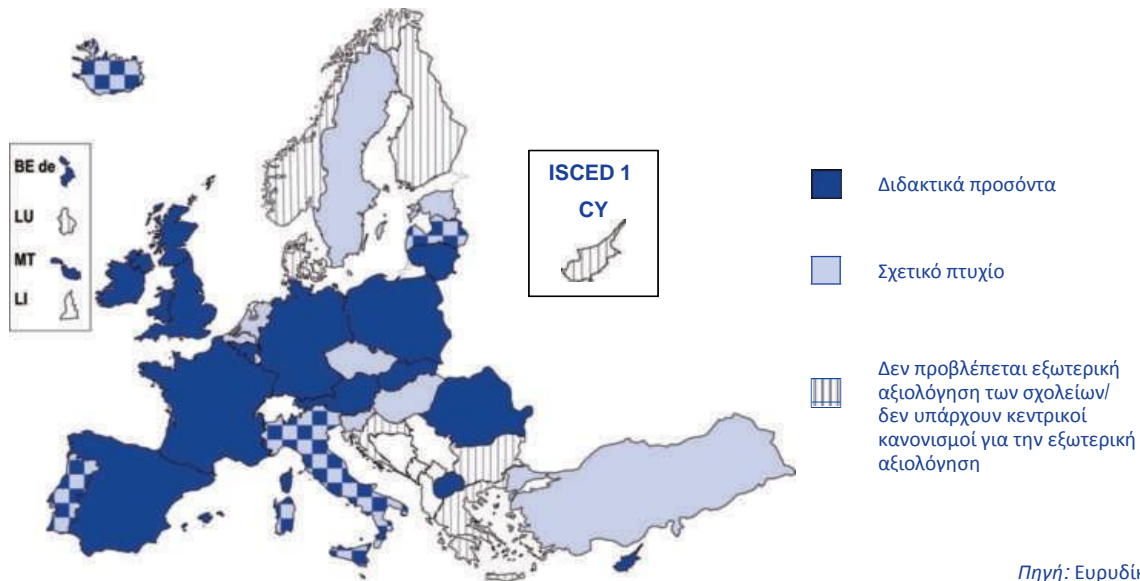 BE de
LU
MT
LI
ISCED 1
CY
Διδακτικά προσόντα
Σχετικό πτυχίο
Δεν προβλέπεται εξωτερική
αξιολόγηση των σχολείων/
δεν υπάρχουν κεντρικοί
κανονισμοί για την εξωτερική
αξιολόγηση
Πηγή: Ευρυδίκ